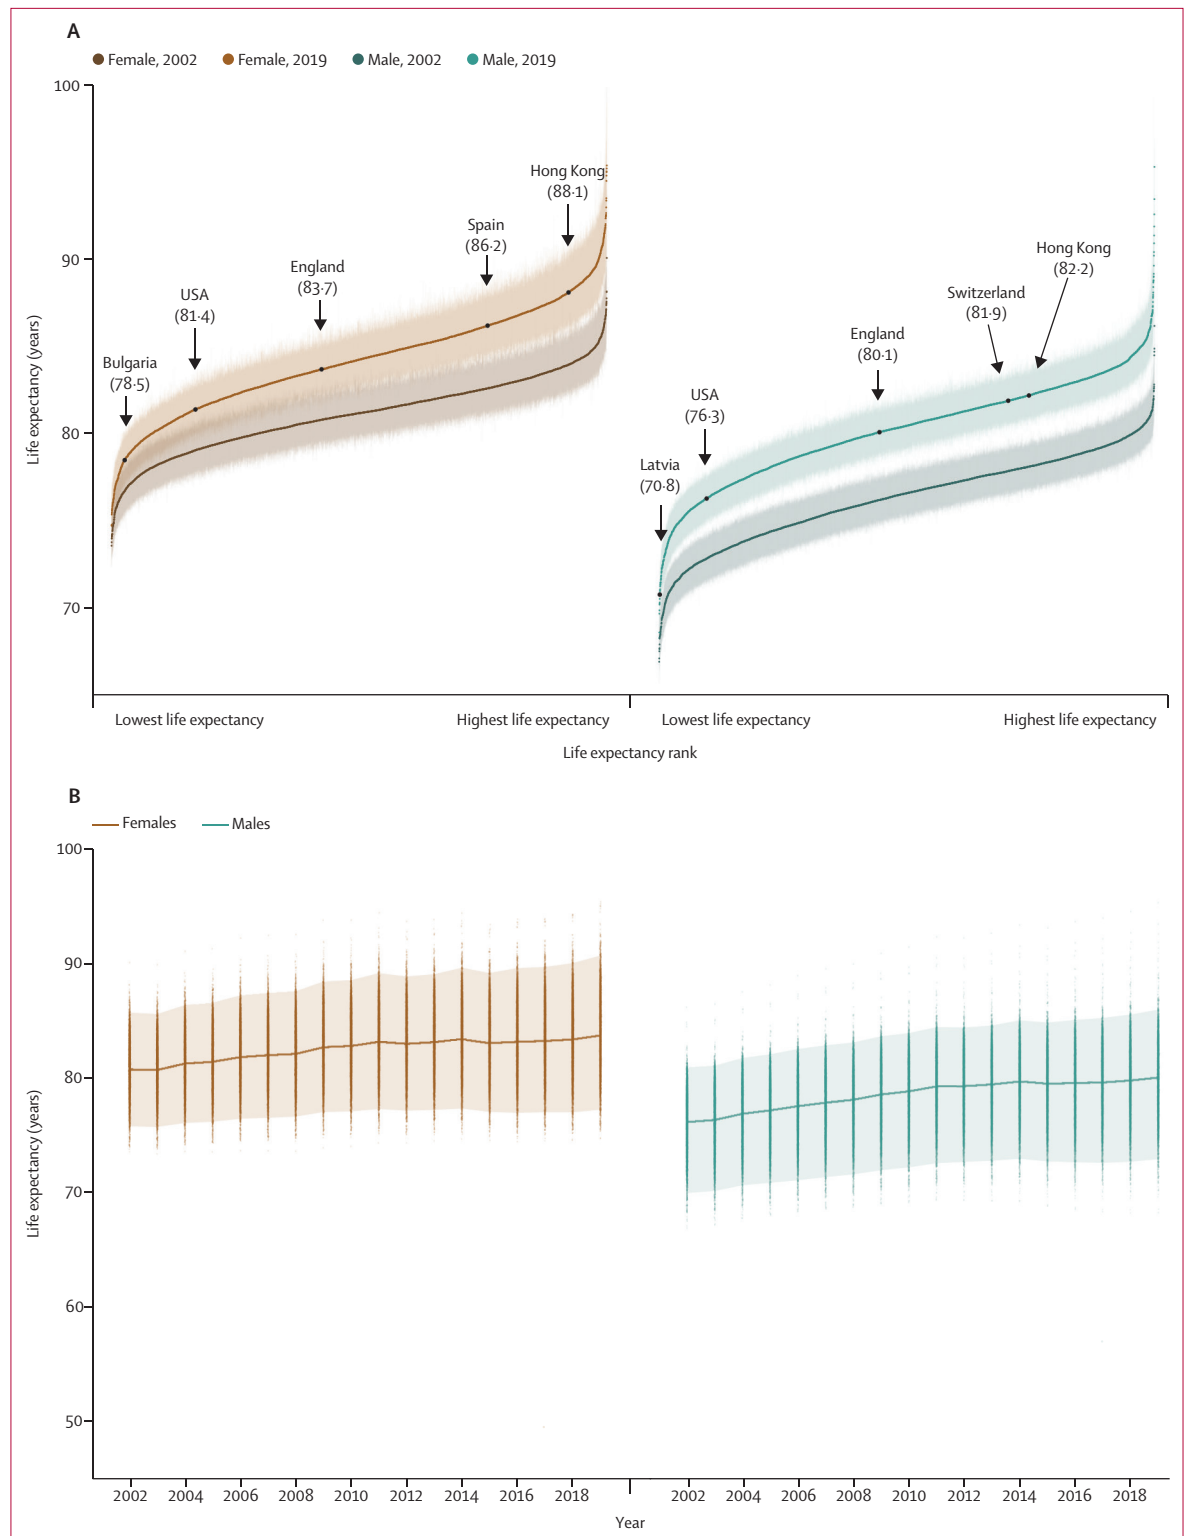 A
Female, 2002
Female, 2019
Male, 2002
Male, 2019
100
90
80
70
Life expectancy (years)
Bulgaria
(78·5)
USA
(81·4)
England
(83·7)
Spain
(86·2)
Hong Kong
(88·1)
Latvia
(70·8)
USA
(76·3)
England
(80·1)
Switzerland
(81·9)
Hong Kong
(82·2)
Lowest life expectancy
Highest life expectancy
Lowest life expectancy
Highest life expectancy
Life expectancy rank
B
Females
Males
100
90
80
70
60
50
Life expectancy (years)
2002 2004 2006 2008 2010 2012 2014 2016 2018
2002 2004 2006 2008 2010 2012 2014 2016 2018
Year